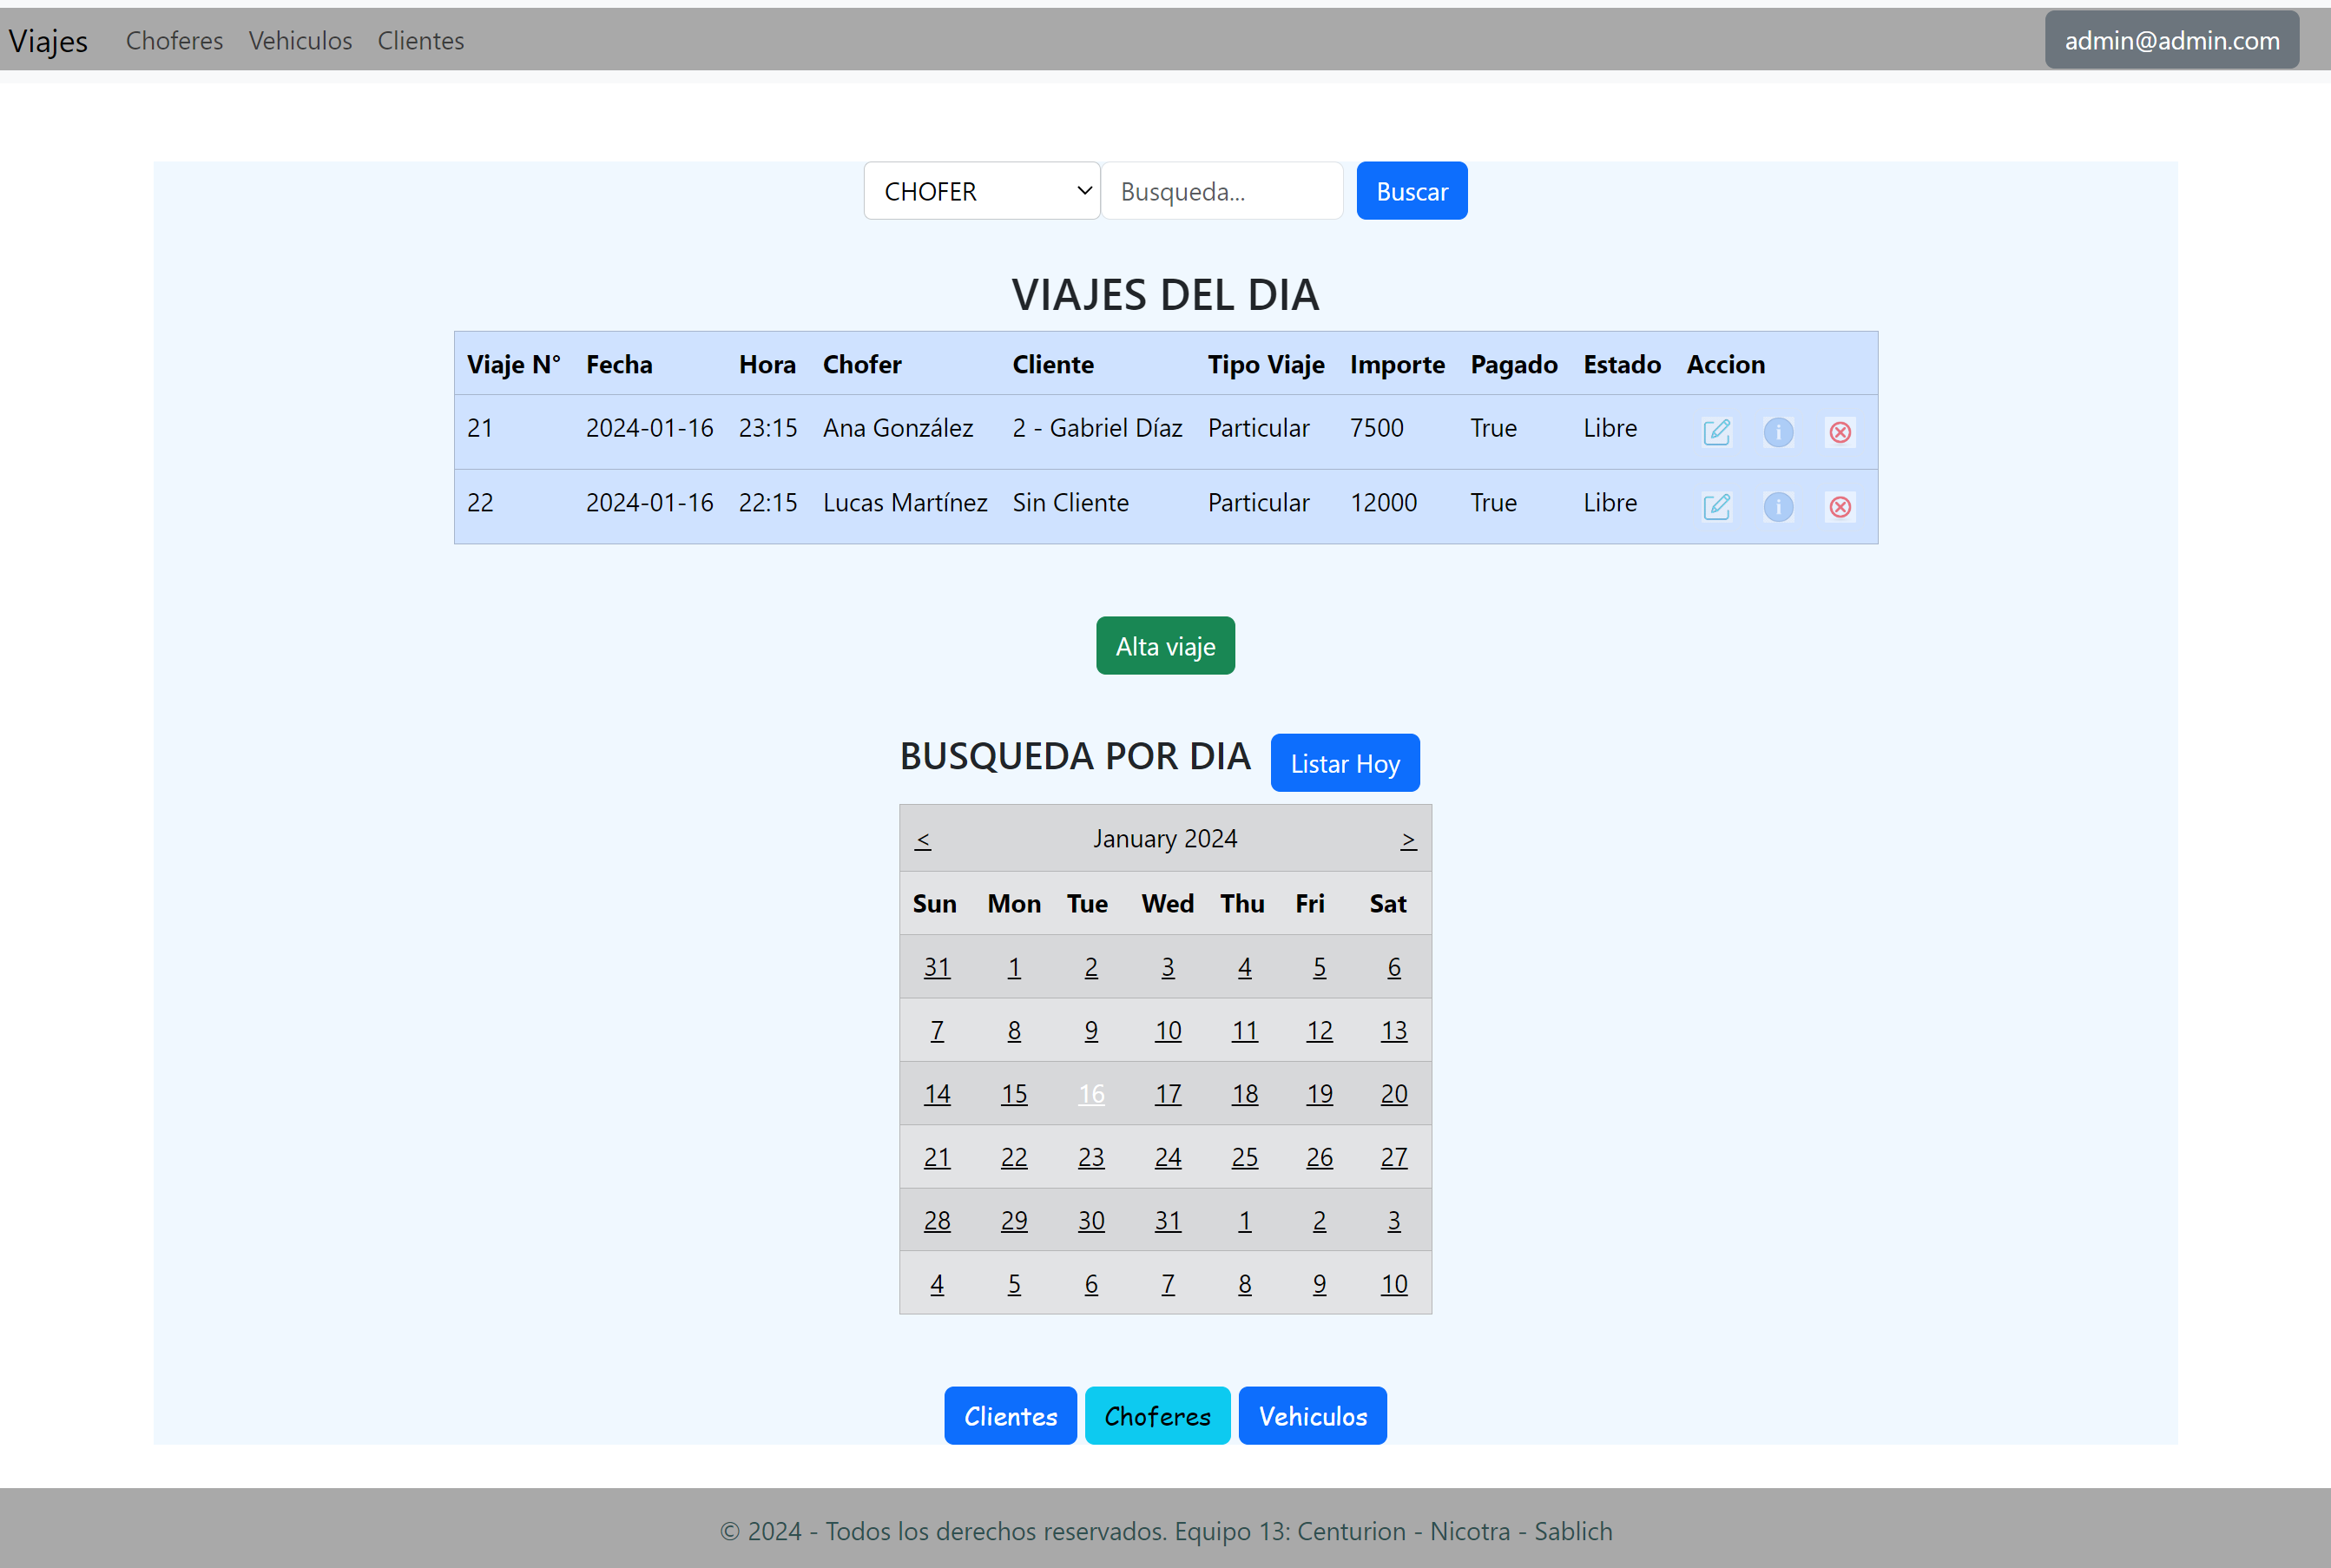 Viajes Choferes Vehiculos Clientes admin@admin.com
CHOFER Busqueda... Buscar
VIAJES DEL DIA
Viaje N° Fecha Hora Chofer Cliente Tipo Viaje Importe Pagado Estado Accion
21 2024-01-16 23:15 Ana González 2 - Gabriel Díaz Particular 7500 True Libre
22 2024-01-16 22:15 Lucas Martínez Sin Cliente Particular 12000 True Libre
Alta viaje
BUSQUEDA POR DIA Listar Hoy
< January 2024 >
Sun Mon Tue Wed Thu Fri Sat
31 1 2 3 4 5 6
7 8 9 10 11 12 13
14 15 16 17 18 19 20
21 22 23 24 25 26 27
28 29 30 31 1 2 3
4 5 6 7 8 9 10
Clientes Choferes Vehiculos
© 2024 - Todos los derechos reservados. Equipo 13: Centurion - Nicotra - Sablich